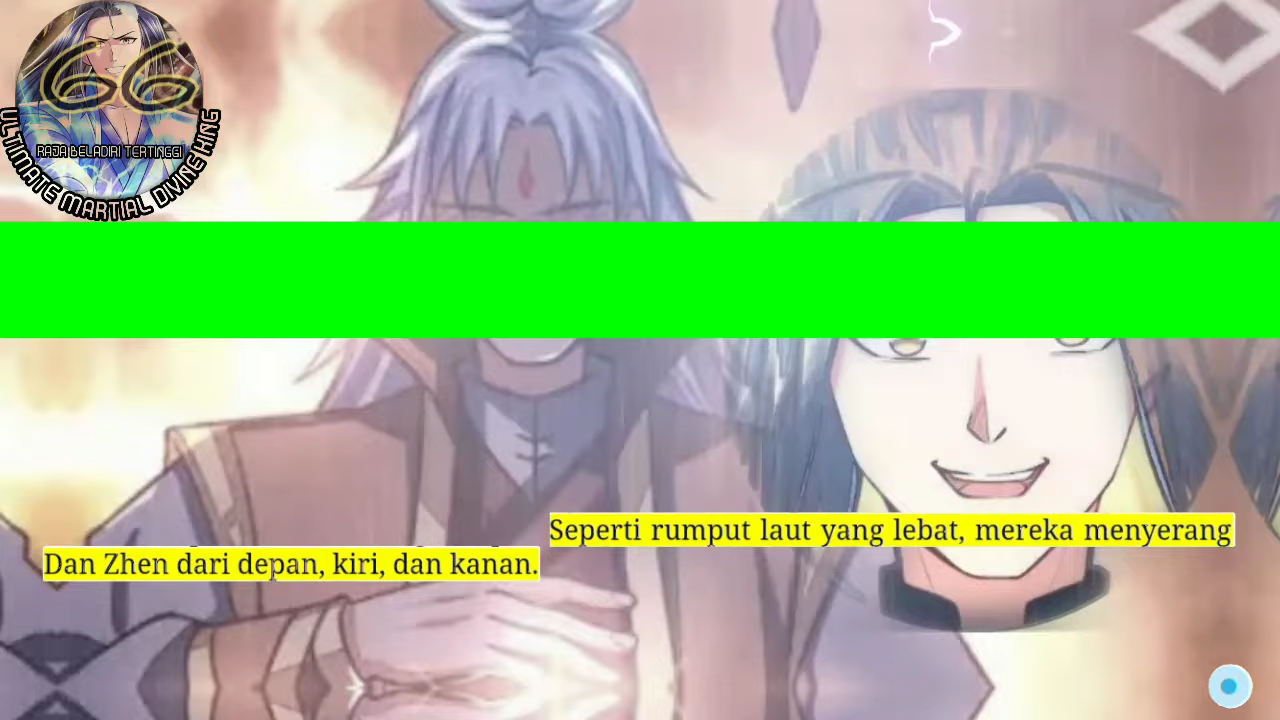 66
RAJA BELADIRI TERTINGGI
ULTIMATE MARTIAL DIVING KING
Seperti rumput laut yang lebat, mereka menyerang
Dan Zhen dari depan, kiri, dan kanan.